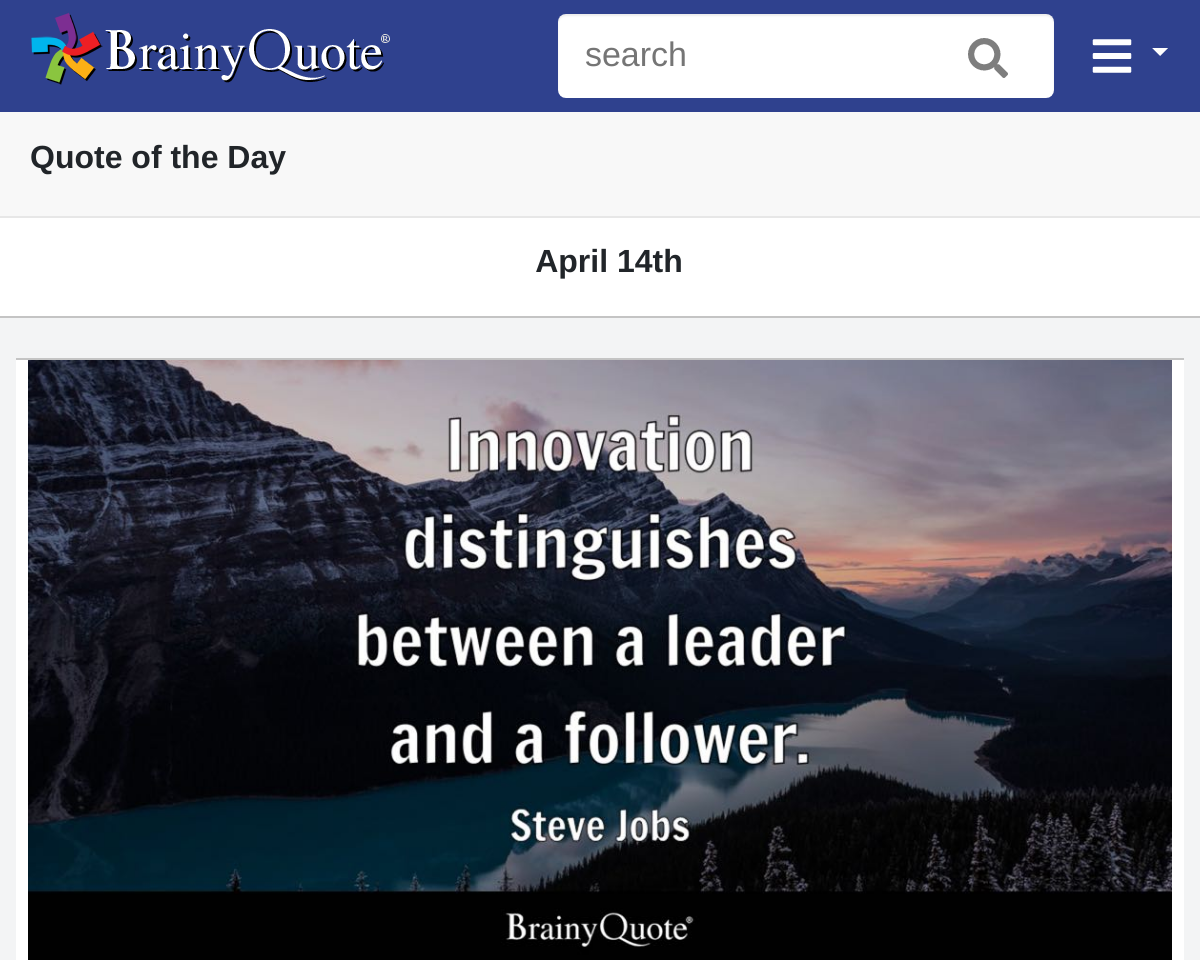 BrainyQuote®
search
Quote of the Day
April 14th
Innovation
distinguishes
between a leader
and a follower.
Steve Jobs
BrainyQuote®